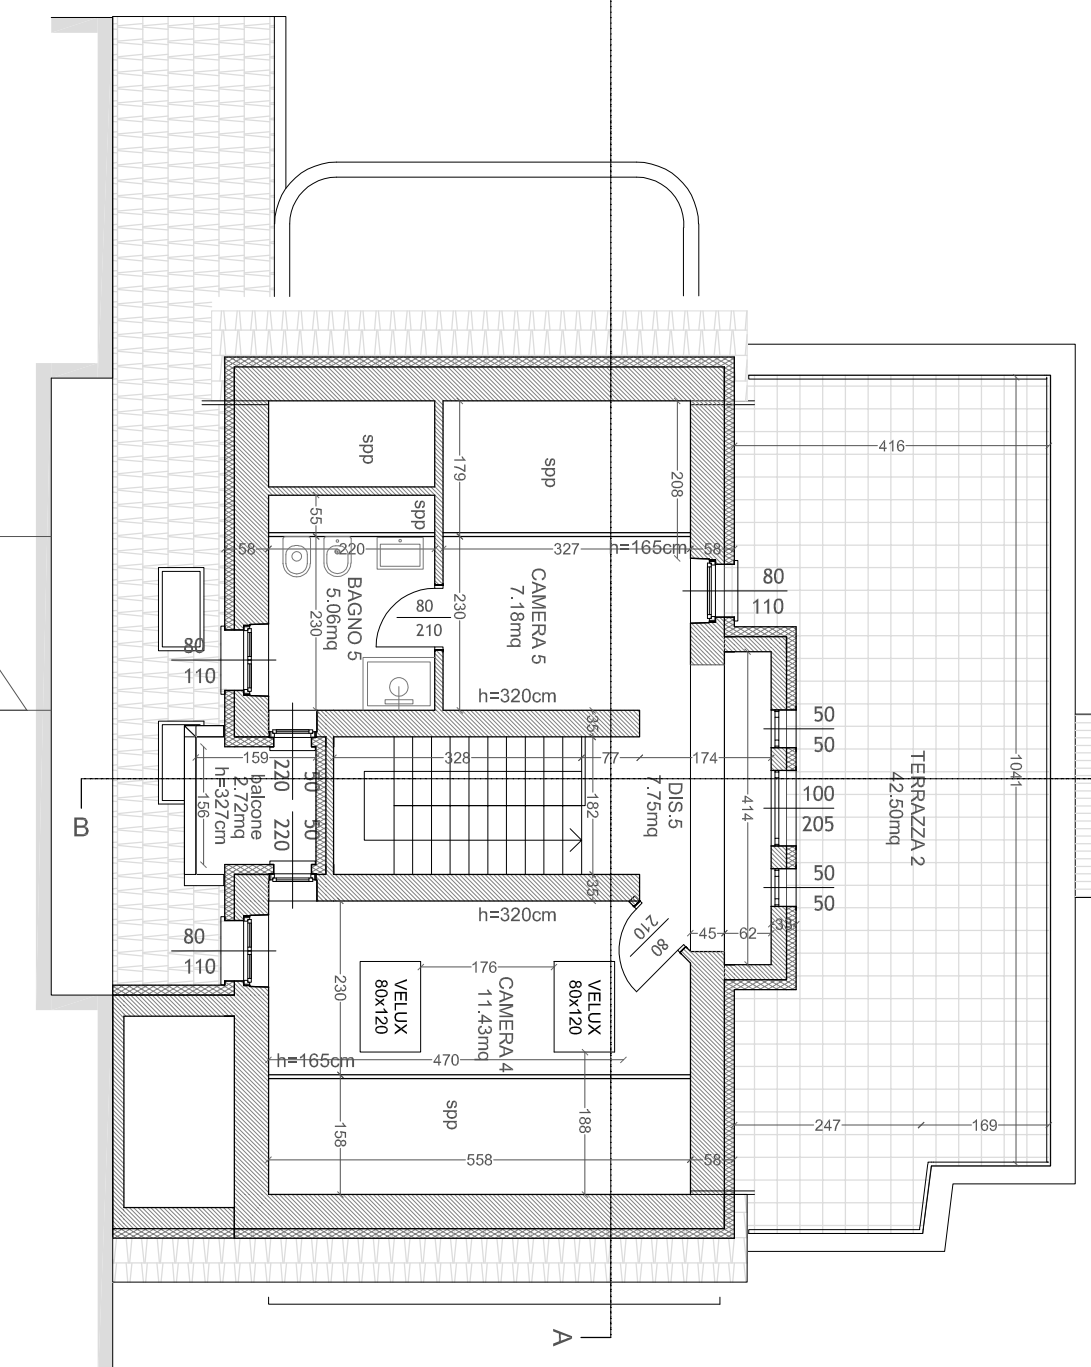 416
spp
179
spp
208
55
spp
58
220
327
h=165cm
58
80
110
80
210
BAGNO 5
5.06mq
230
230
CAMERA 5
7.18mq
80
110
h=320cm
35
50
50
159
328
77
174
220
50
220
50
balcone
2.72mq
h=327cm
156
182
DIS.5
7.75mq
414
100
205
TERRAZZA 2
42.50mq
1041
B
35
50
50
h=320cm
80
210
45
62
33
80
110
230
176
VELUX
80x120
VELUX
80x120
CAMERA 4
11.43mq
h=165cm
470
spp
158
188
247
169
558
58
A